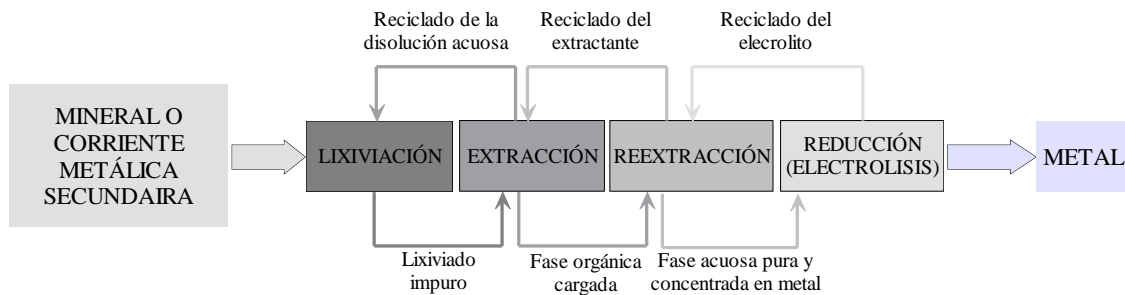 Reciclado de la
disolución acuosa
Reciclado del
extractante
Reciclado del
elecrolito
MINERAL O
CORRIENTE
METÁLICA
SECUNDAIRA
LIXIVIACIÓN
EXTRACCIÓN
REEXTRACCIÓN
REDUCCIÓN
(ELECTROLISIS)
METAL
Lixiviado
impuro
Fase orgánica
cargada
Fase acuosa pura y
concentrada en metal